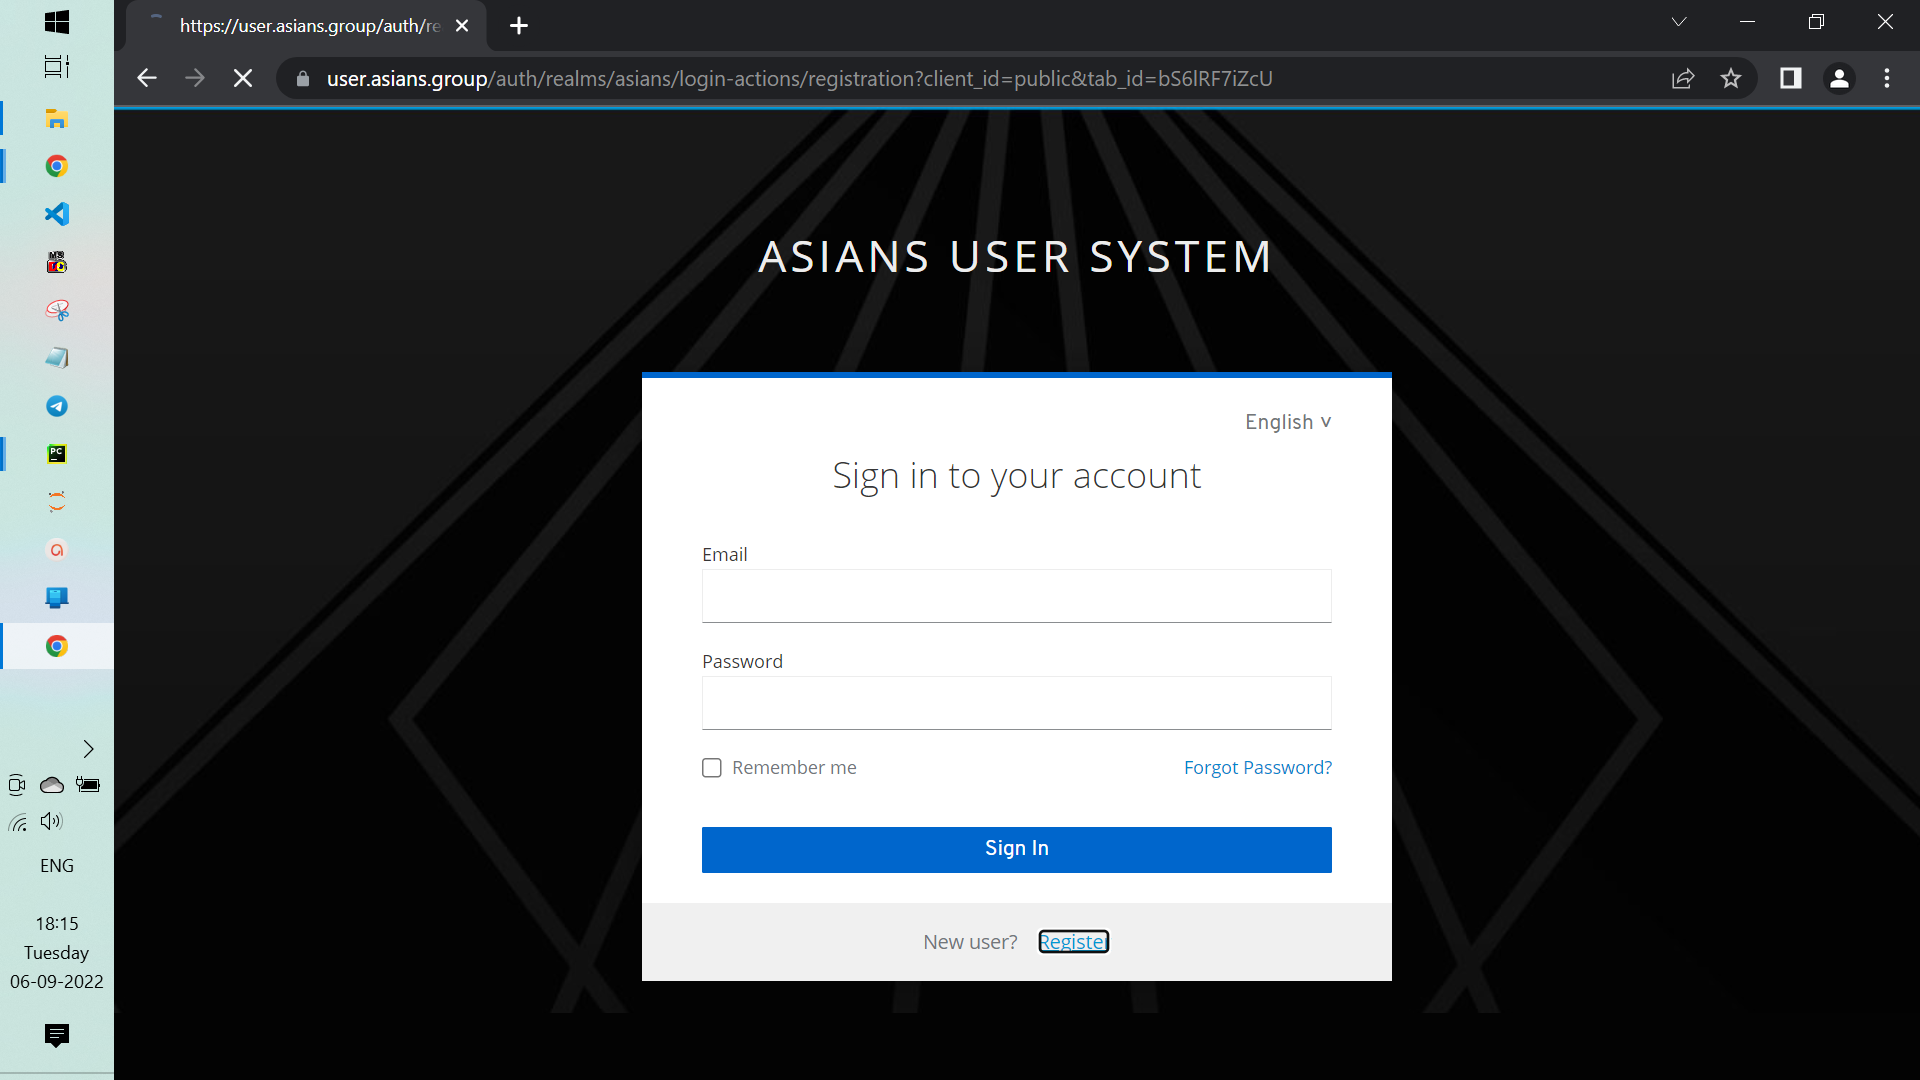 https://user.asians.group/auth/re
user.asians.group/auth/realms/asians/login-actions/registration?client_id=public&tab_id=bS6lRF7iZcU
ASIANS USER SYSTEM
English
Sign in to your account
Email
Password
Remember me
Forgot Password?
Sign In
New user? Register
PC
ENG
18:15
Tuesday
06-09-2022